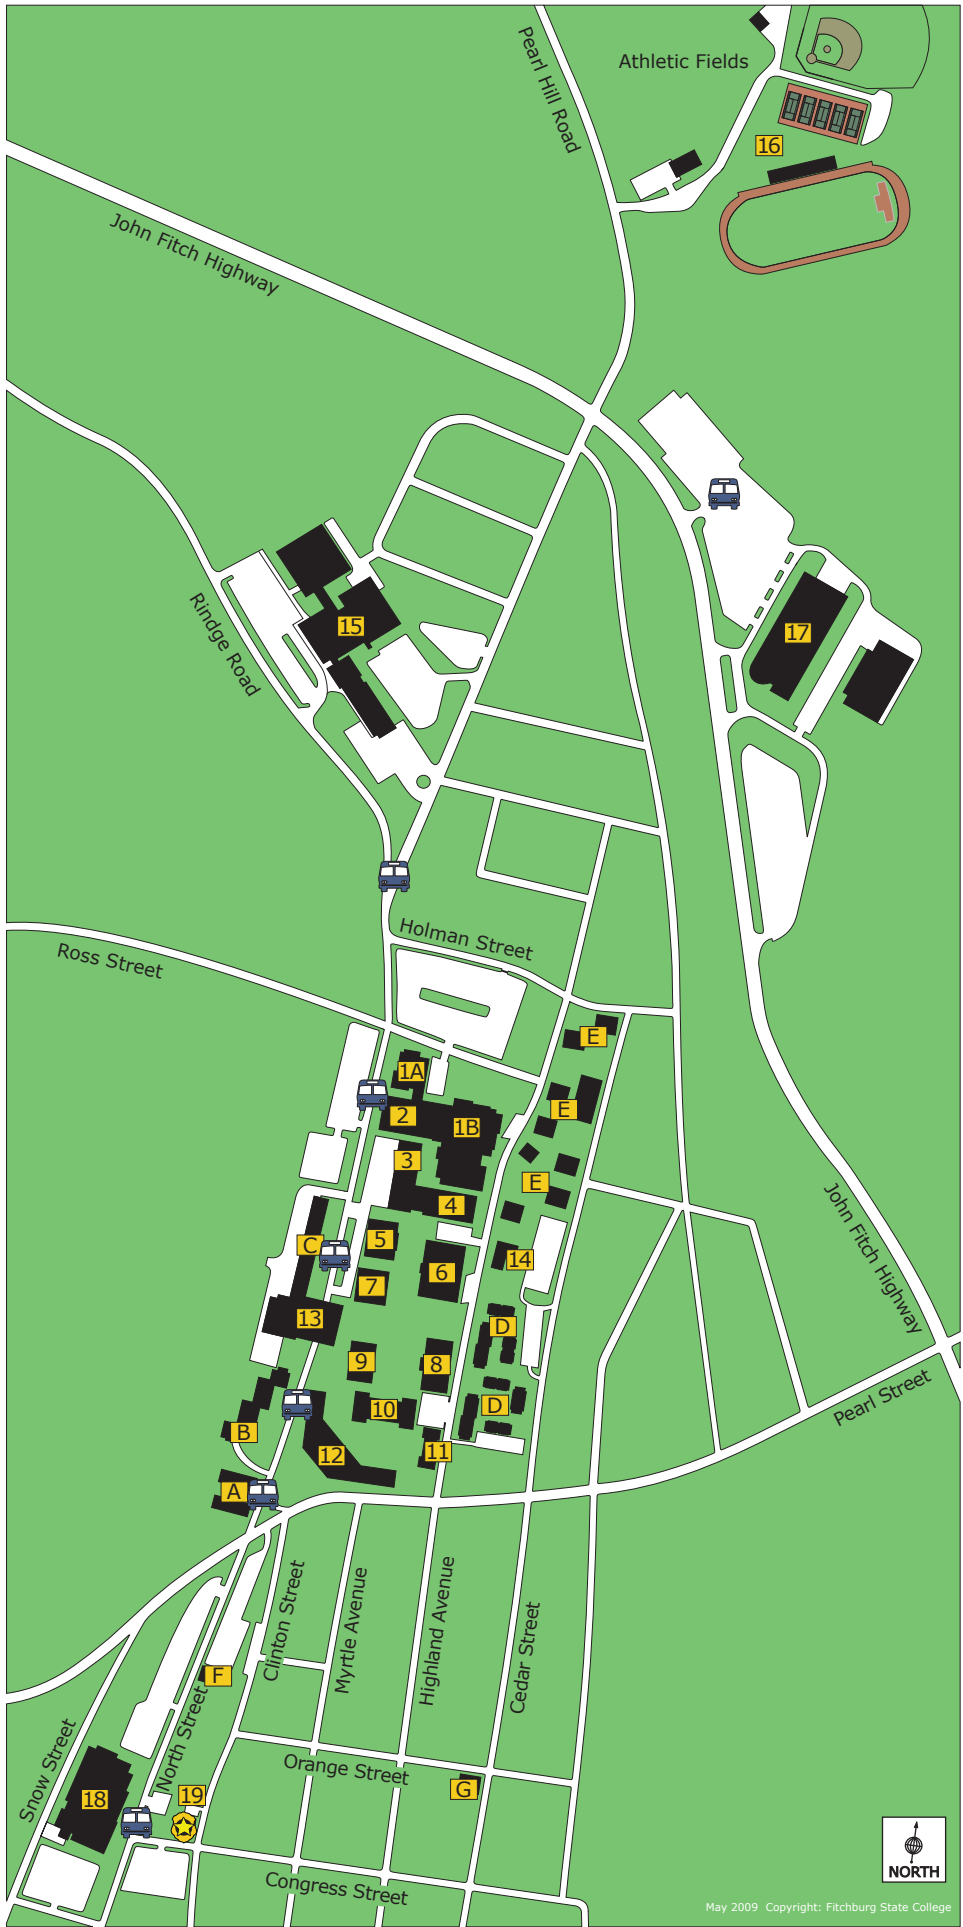 Pearl Hill Road
Athletic Fields
16
John Fitch Highway
17
15
Rindge Road
Holman Street
Ross Street
E
1A
E
2
1B
3
E
4
5
C
14
6
7
13
D
9
8
D
10
B
11
12
A
John Fitch Highway
Pearl Street
Clinton Street
Myrtle Avenue
Highland Avenue
Cedar Street
F
North Street
Snow Street
Orange Street
G
19
18
Congress Street
NORTH
May 2009 Copyright: Fitchburg State College